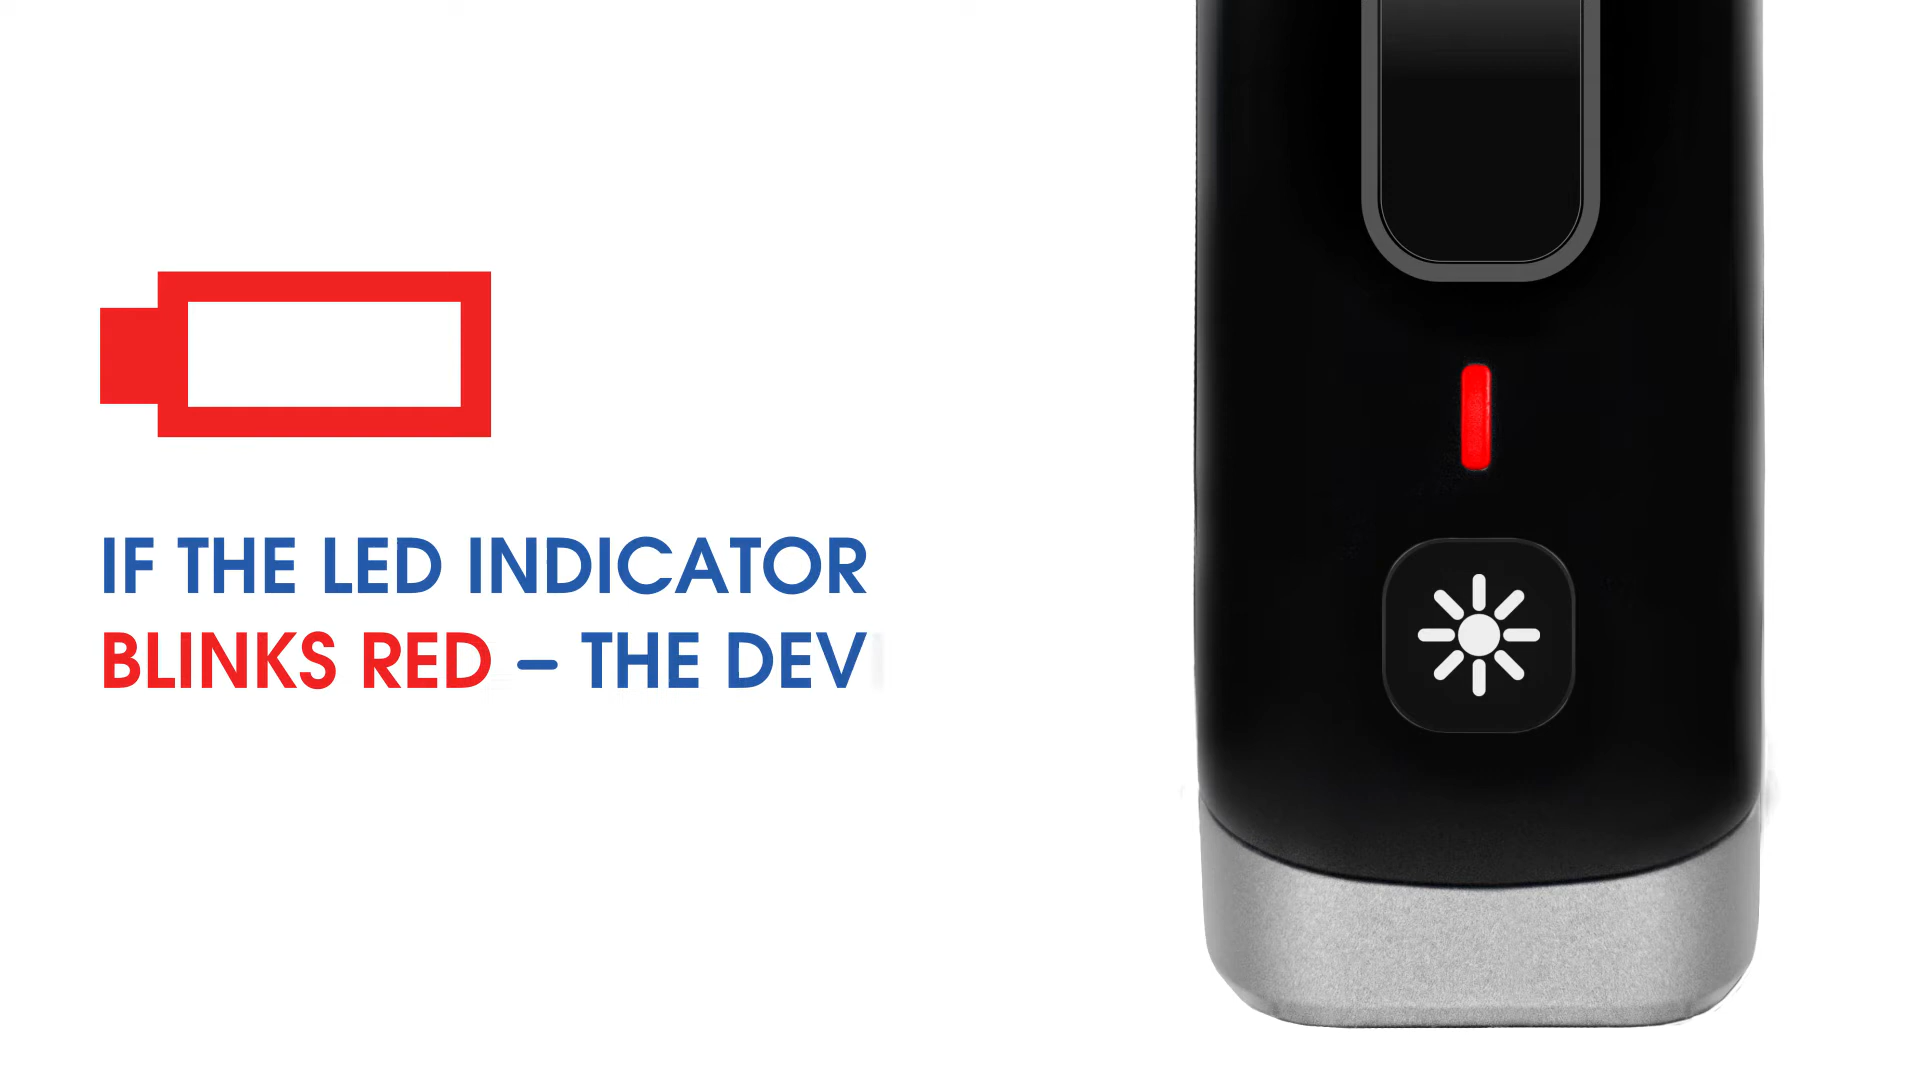 IF THE LED INDICATOR
BLINKS RED – THE DEV